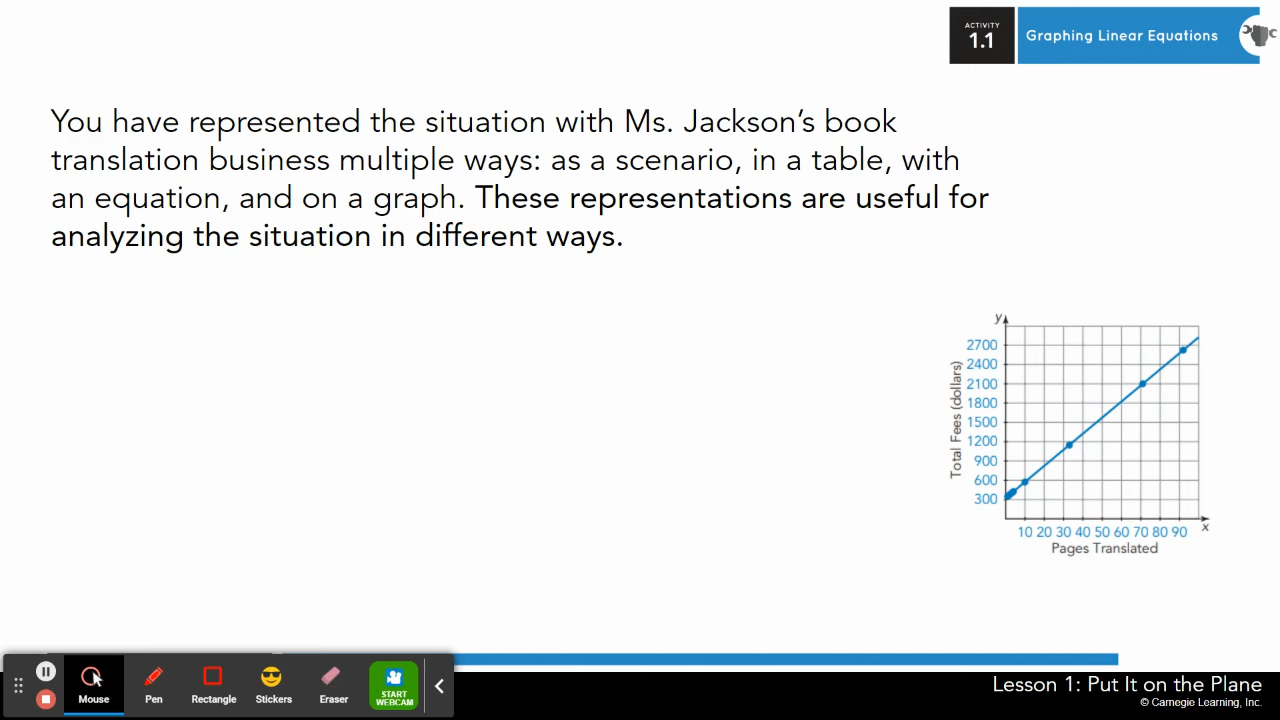 ACTIVITY
1.1
Graphing Linear Equations
You have represented the situation with Ms. Jackson’s book
translation business multiple ways: as a scenario, in a table, with
an equation, and on a graph. These representations are useful for
analyzing the situation in different ways.
y
2700
2400
2100
1800
1500
1200
900
600
300
Total Fees (dollars)
10 20 30 40 50 60 70 80 90
x
Pages Translated
Mouse
Pen
Rectangle
Stickers
Eraser
START
WEBCAM
Lesson 1: Put It on the Plane
© Carnegie Learning, Inc.